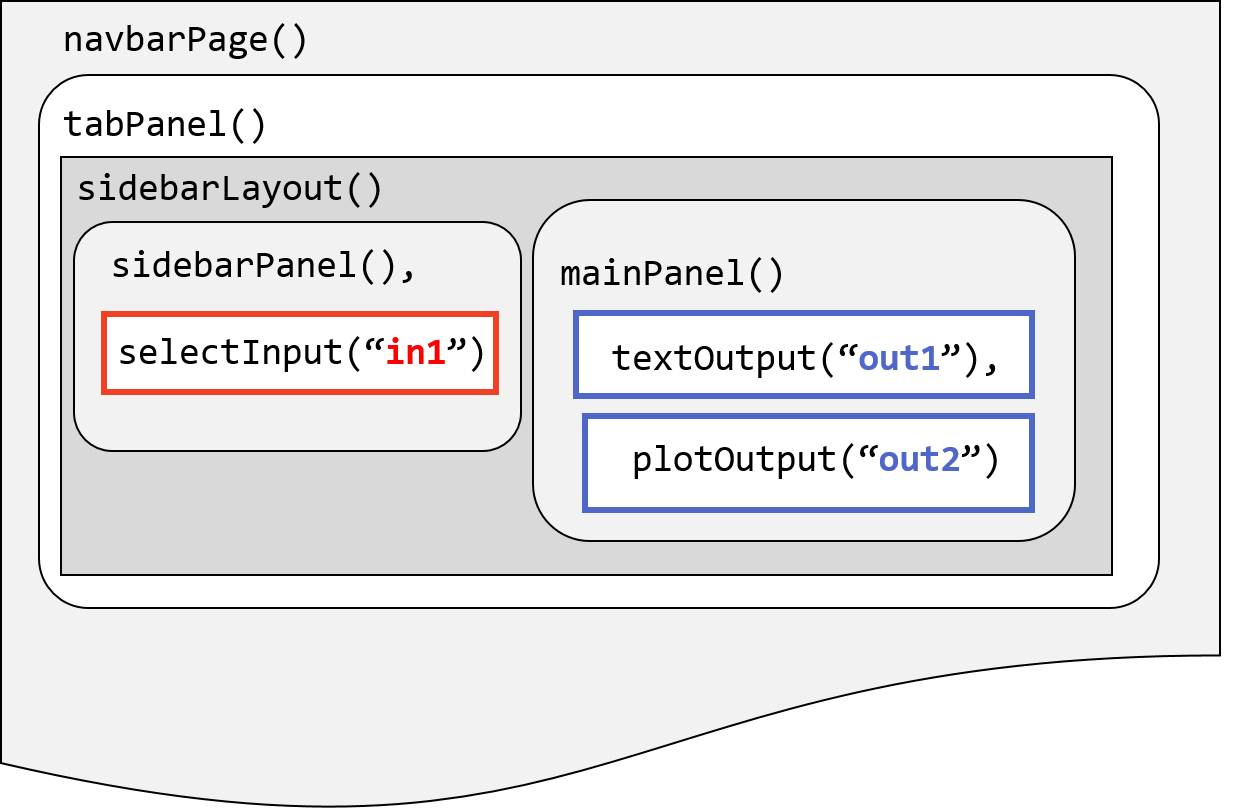 navbarPage()
tabPanel()
sidebarLayout()
sidebarPanel(),
selectInput(“in1”)
mainPanel()
textOutput(“out1”),
plotOutput(“out2”)